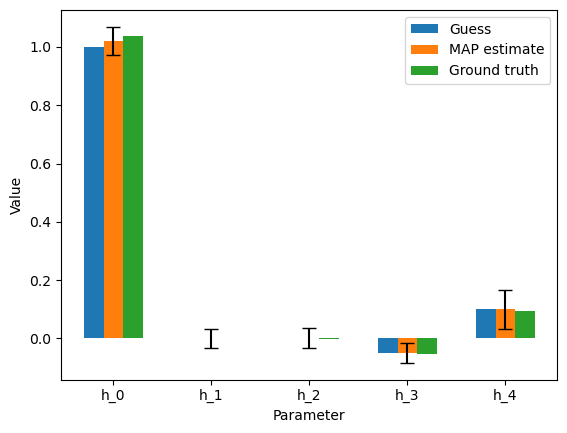 Guess
MAP estimate
Ground truth
1.0
0.8
0.6
0.4
0.2
0.0
Value
h_0 h_1 h_2 h_3 h_4
Parameter